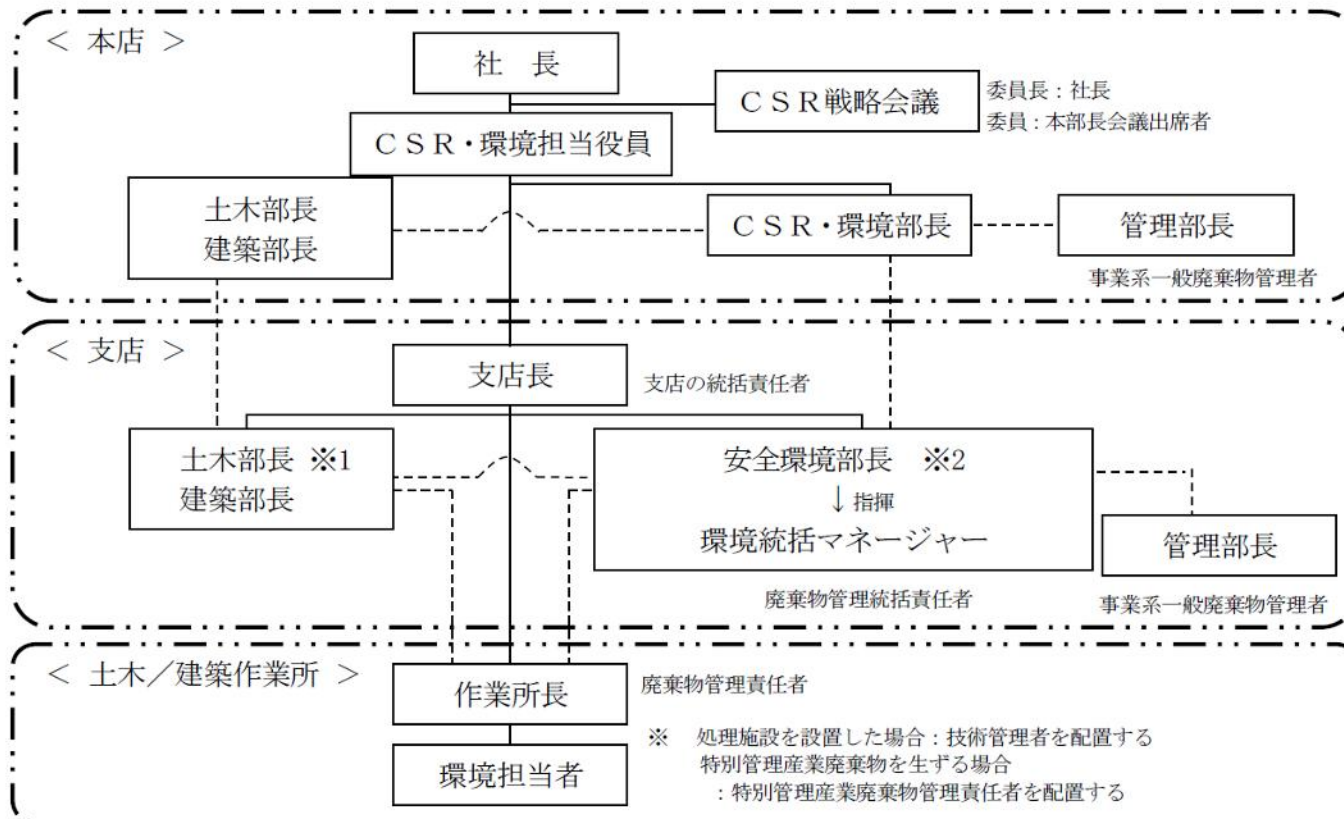 < 本店 >
社 長
CSR戦略会議
委員長：社長
委員：本部長会議出席者
CSR・環境担当役員
土木部長
建築部長
CSR・環境部長
管理部長
事業系一般廃棄物管理者
< 支店 >
支店長
支店の統括責任者
土木部長 ※1
建築部長
安全環境部長 ※2
↓指揮
環境統括マネージャー
管理部長
廃棄物管理統括責任者
事業系一般廃棄物管理者
< 土木／建築作業所 >
作業所長
廃棄物管理責任者
環境担当者
※ 処理施設を設置した場合：技術管理者を配置する
特別管理産業廃棄物を生ずる場合
：特別管理産業廃棄物管理責任者を配置する